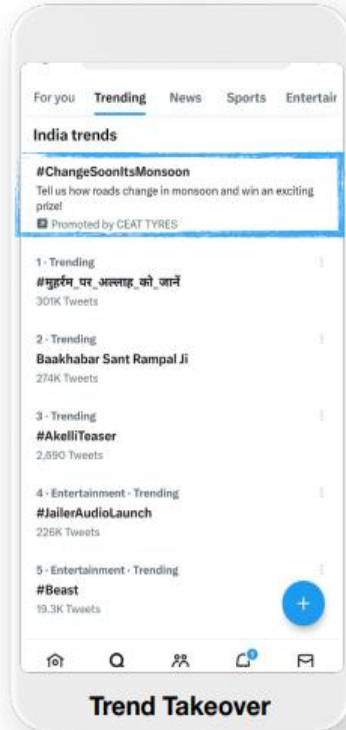 For you Trending News Sports Entertair
India trends
#ChangeSoonItsMonsoon
Tell us how roads change in monsoon and win an exciting
prize!
Promoted by CEAT TYRES
1 · Trending
#मुहर्रम_पर_अल्लाह_को_जानें
301K Tweets
2 · Trending
Baakhabar Sant Rampal Ji
274K Tweets
3 · Trending
#AkelliTeaser
2,690 Tweets
4 · Entertainment · Trending
#JailerAudioLaunch
226K Tweets
5 · Entertainment · Trending
#Beast
19.3K Tweets
Trend Takeover